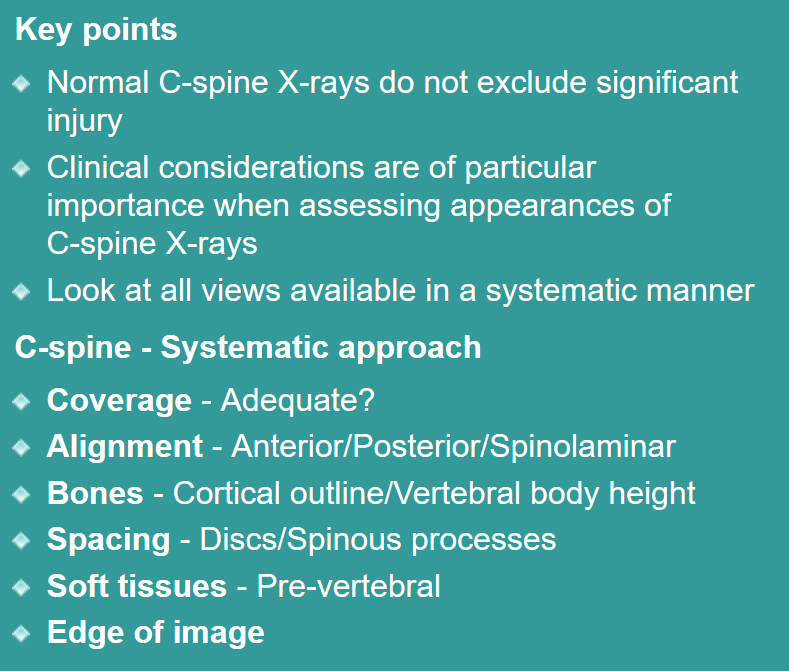 Key points
Normal C-spine X-rays do not exclude significant
injury
Clinical considerations are of particular
importance when assessing appearances of
C-spine X-rays
Look at all views available in a systematic manner
C-spine - Systematic approach
Coverage - Adequate?
Alignment - Anterior/Posterior/Spinolaminar
Bones - Cortical outline/Vertebral body height
Spacing - Discs/Spinous processes
Soft tissues - Pre-vertebral
Edge of image